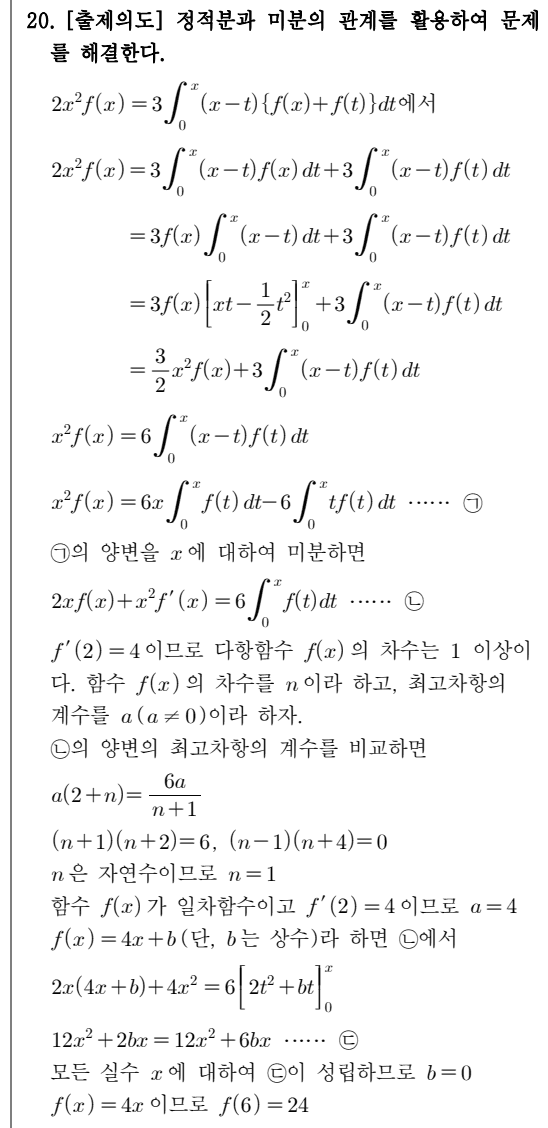 20. [출제의도] 정적분과 미분의 관계를 활용하여 문제
를 해결한다.
2x²f(x) = 3∫₀ˣ(x−t){f(x)+f(t)}dt에서
2x²f(x) = 3∫₀ˣ(x−t)f(x)dt+3∫₀ˣ(x−t)f(t)dt
= 3f(x)∫₀ˣ(x−t)dt+3∫₀ˣ(x−t)f(t)dt
= 3f(x)[xt−\frac{1}{2}t²]₀ˣ+3∫₀ˣ(x−t)f(t)dt
= \frac{3}{2}x²f(x)+3∫₀ˣ(x−t)f(t)dt
x²f(x) = 6∫₀ˣ(x−t)f(t)dt
x²f(x) = 6x∫₀ˣf(t)dt−6∫₀ˣtf(t)dt ⋯⋯ ㉠
㉠의 양변을 x에 대하여 미분하면
2xf(x)+x²f′(x) = 6∫₀ˣf(t)dt ⋯⋯ ㉡
f′(2) = 4이므로 다항함수 f(x)의 차수는 1 이상이
다. 함수 f(x)의 차수를 n이라 하고, 최고차항의
계수를 a(a≠0)이라 하자.
㉡의 양변의 최고차항의 계수를 비교하면
a(2+n) = \frac{6a}{n+1}
(n+1)(n+2)=6, (n−1)(n+4)=0
n은 자연수이므로 n=1
함수 f(x)가 일차함수이고 f′(2) = 4이므로 a=4
f(x) = 4x+b(단, b는 상수)라 하면 ㉡에서
2x(4x+b)+4x² = 6[2t²+bt]₀ˣ
12x²+2bx = 12x²+6bx ⋯⋯ ㉢
모든 실수 x에 대하여 ㉢이 성립하므로 b=0
f(x) = 4x이므로 f(6) = 24